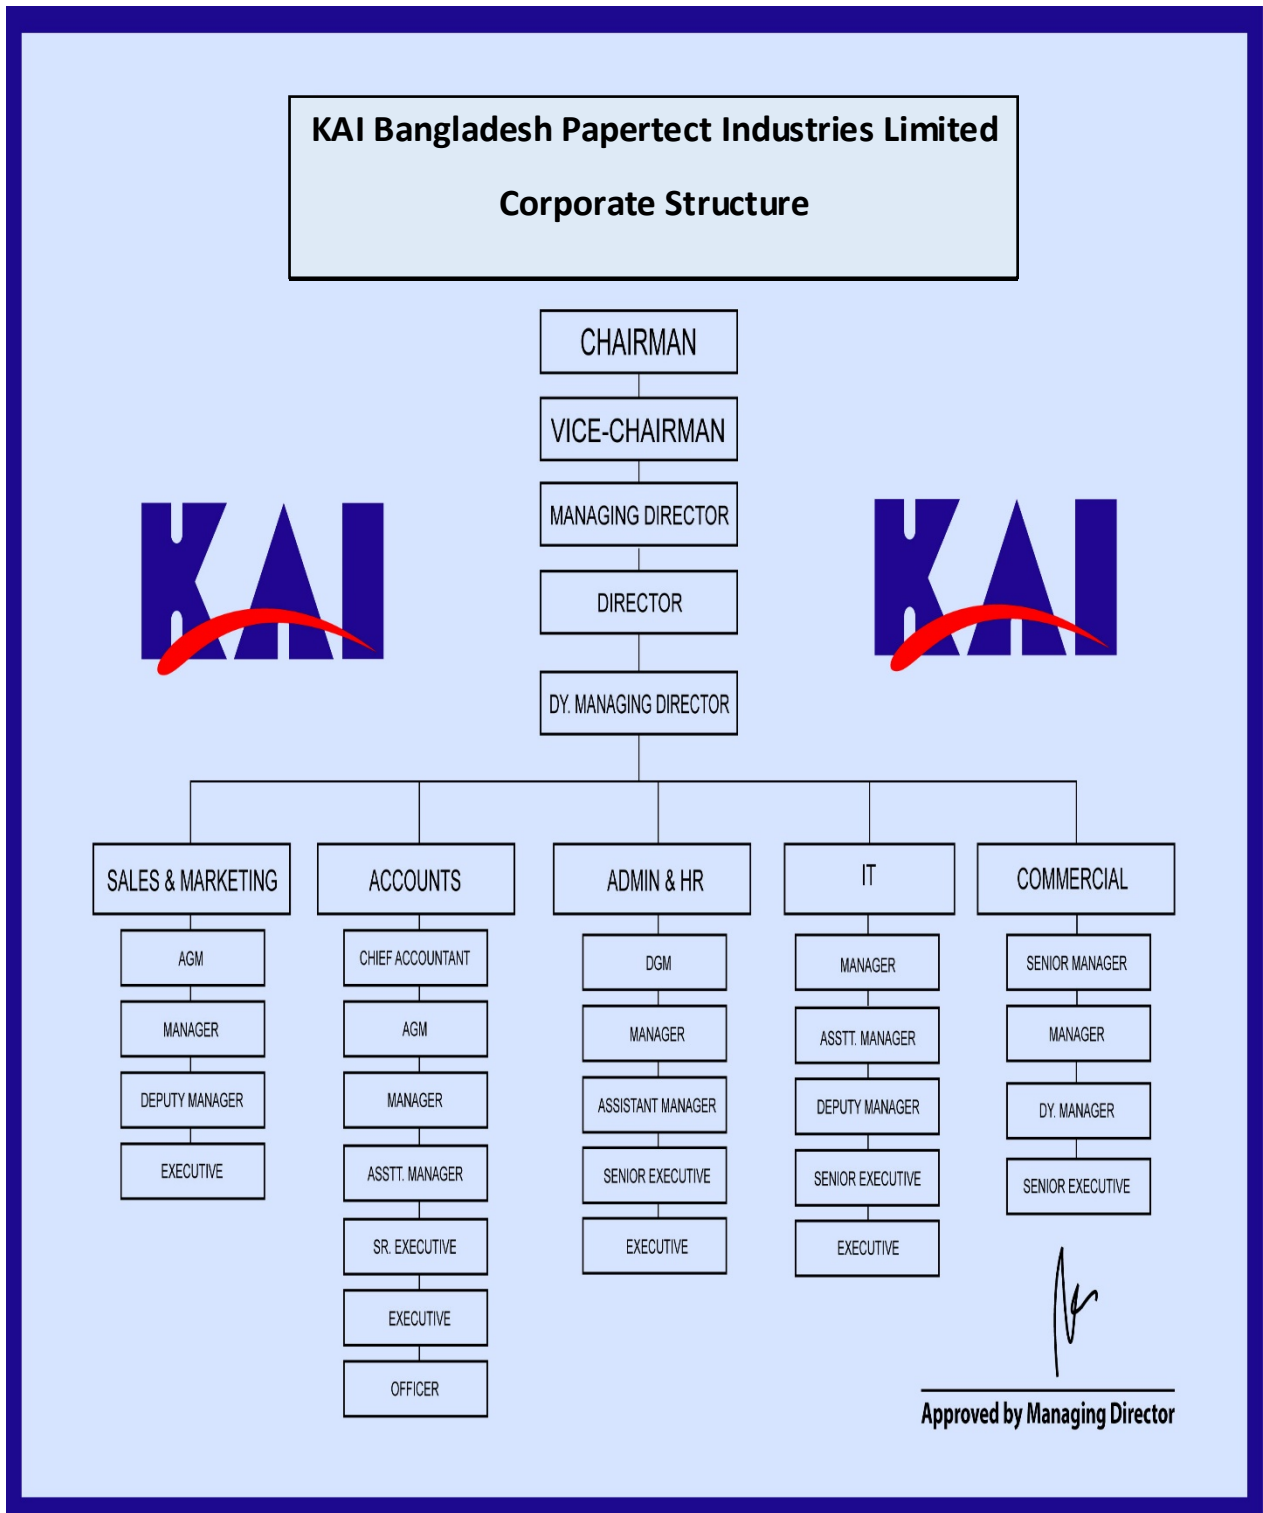 KAI Bangladesh Papertect Industries Limited
Corporate Structure
CHAIRMAN
VICE-CHAIRMAN
MANAGING DIRECTOR
DIRECTOR
DY. MANAGING DIRECTOR
KAI
KAI
SALES & MARKETING
AGM
MANAGER
DEPUTY MANAGER
EXECUTIVE
ACCOUNTS
CHIEF ACCOUNTANT
AGM
MANAGER
ASSTT. MANAGER
SR. EXECUTIVE
EXECUTIVE
OFFICER
ADMIN & HR
DGM
MANAGER
ASSISTANT MANAGER
SENIOR EXECUTIVE
EXECUTIVE
IT
MANAGER
ASSTT. MANAGER
DEPUTY MANAGER
SENIOR EXECUTIVE
EXECUTIVE
COMMERCIAL
SENIOR MANAGER
MANAGER
DY. MANAGER
SENIOR EXECUTIVE
Approved by Managing Director